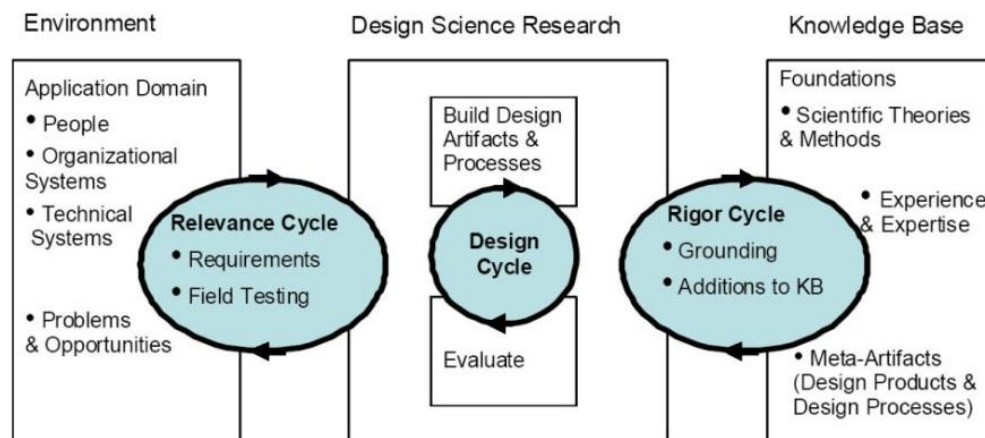 Environment
Design Science Research
Knowledge Base
Application Domain
• People
• Organizational
Systems
• Technical
Systems
• Problems
& Opportunities
Relevance Cycle
• Requirements
• Field Testing
Build Design
Artifacts &
Processes
Design
Cycle
Evaluate
Rigor Cycle
• Grounding
• Additions to KB
Foundations
• Scientific Theories
& Methods
• Experience
& Expertise
• Meta-Artifacts
(Design Products &
Design Processes)